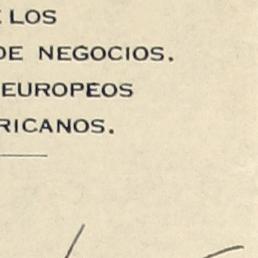 LOS
DE NEGOCIOS.
EUROPEOS
RICANOS.